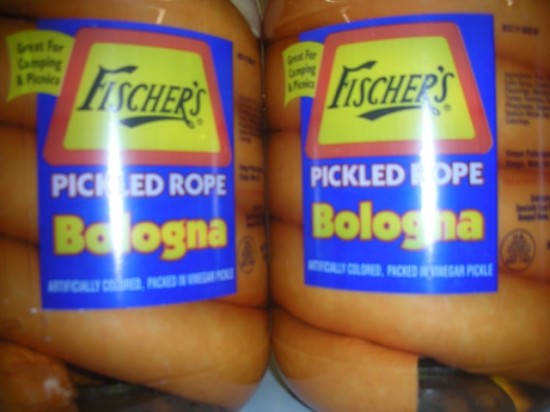 Great For
Camping
& Picnics
FISCHER'S
PICKLED ROPE
Bologna
ARTIFICIALLY COLORED, PACKED IN VINEGAR PICKLE
Great For
Camping
& Picnics
FISCHER'S
PICKLED ROPE
Bologna
ARTIFICIALLY COLORED, PACKED IN VINEGAR PICKLE